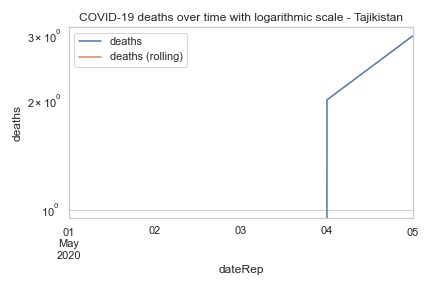 COVID-19 deaths over time with logarithmic scale - Tajikistan
3 × 10⁰
2 × 10⁰
10⁰
deaths
deaths (rolling)
deaths
01
May
2020
02
03
04
05
dateRep